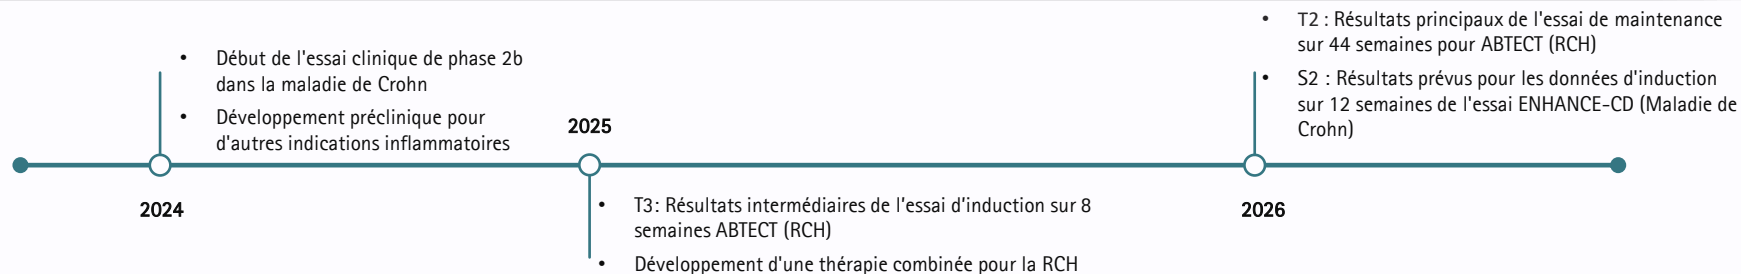 • Début de l'essai clinique de phase 2b
dans la maladie de Crohn
• Développement préclinique pour
d'autres indications inflammatoires
2024
2025
• T3: Résultats intermédiaires de l'essai d'induction sur 8
semaines ABTECT (RCH)
• Développement d'une thérapie combinée pour la RCH
• T2 : Résultats principaux de l'essai de maintenance
sur 44 semaines pour ABTECT (RCH)
• S2 : Résultats prévus pour les données d'induction
sur 12 semaines de l'essai ENHANCE-CD (Maladie de
Crohn)
2026